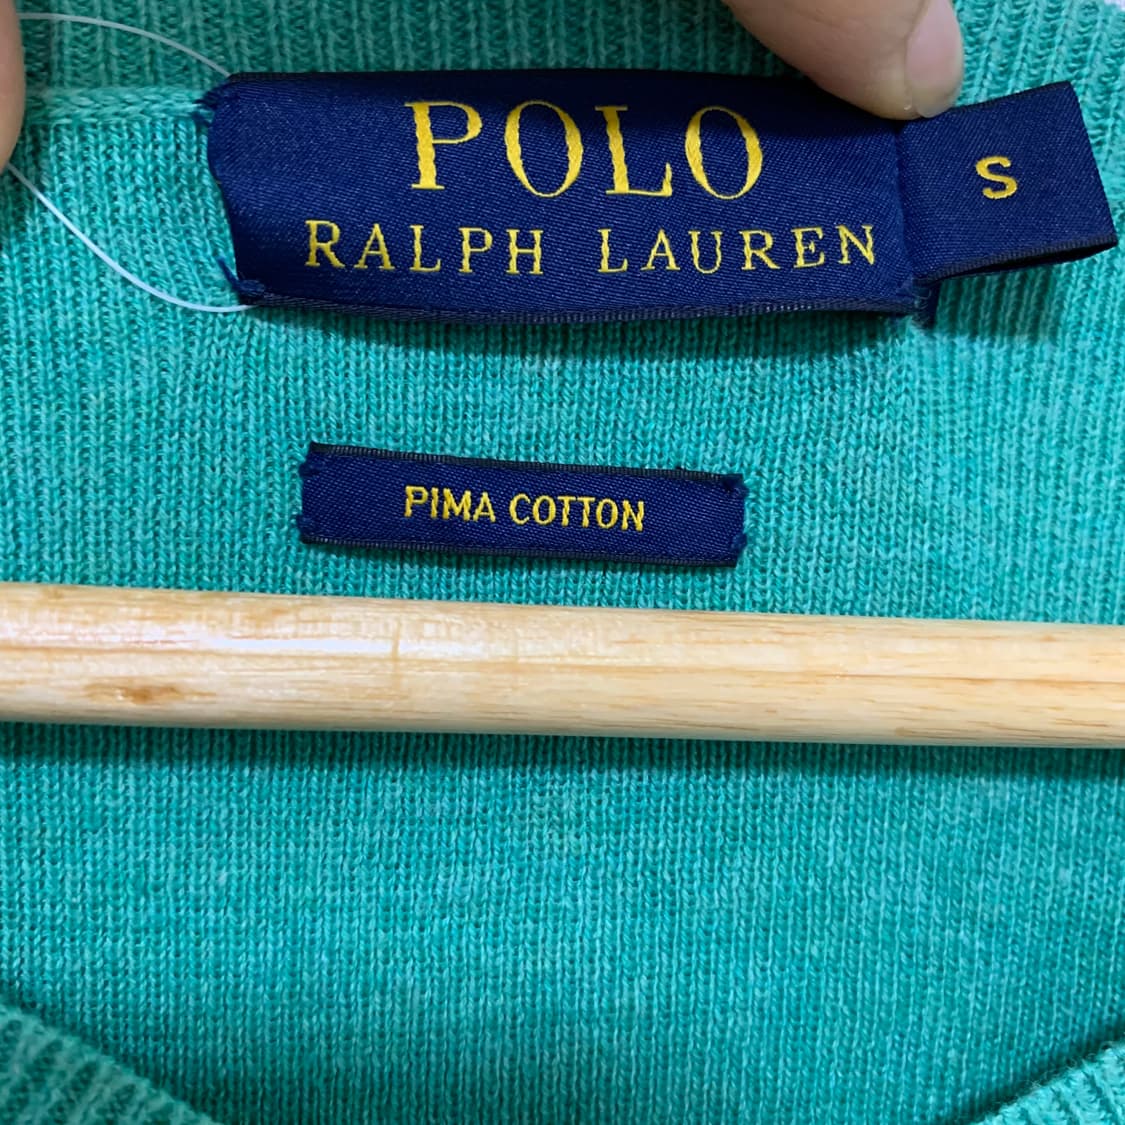 POLO
RALPH LAUREN
S
PIMA COTTON